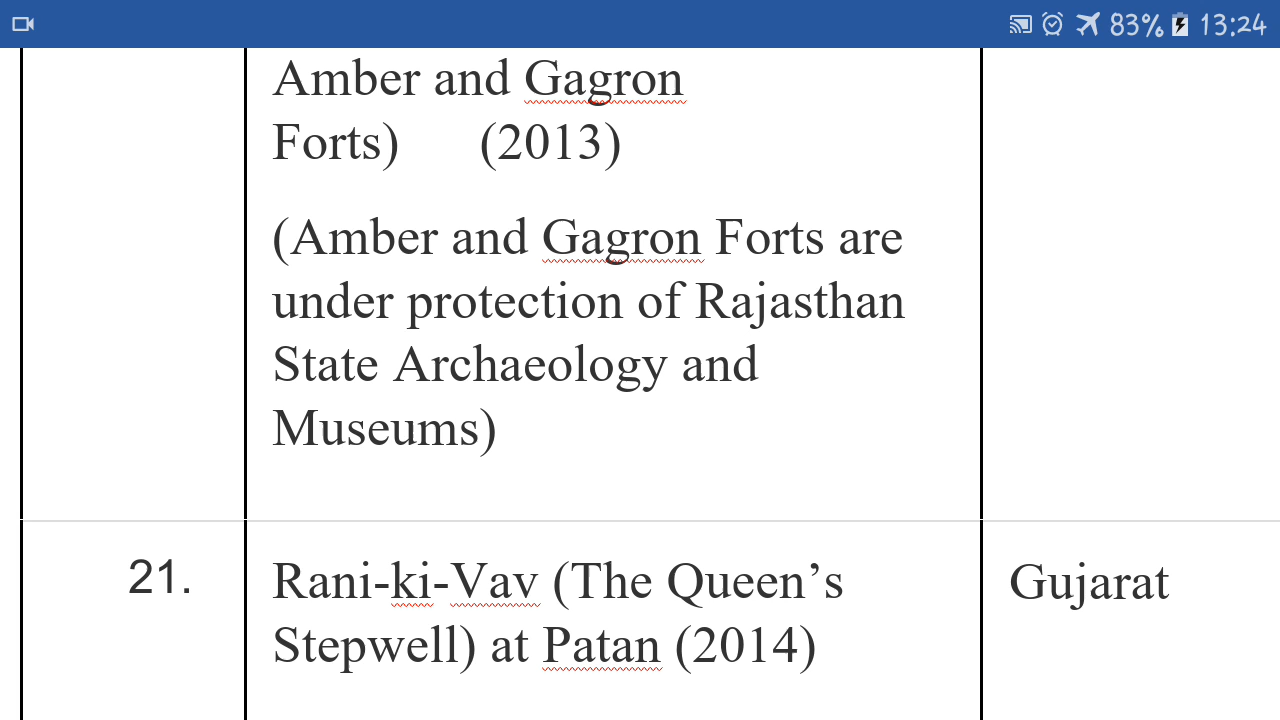 83% 13:24
Amber and Gagron
Forts) (2013)
(Amber and Gagron Forts are
under protection of Rajasthan
State Archaeology and
Museums)
21. Rani-ki-Vav (The Queen’s Gujarat
Stepwell) at Patan (2014)